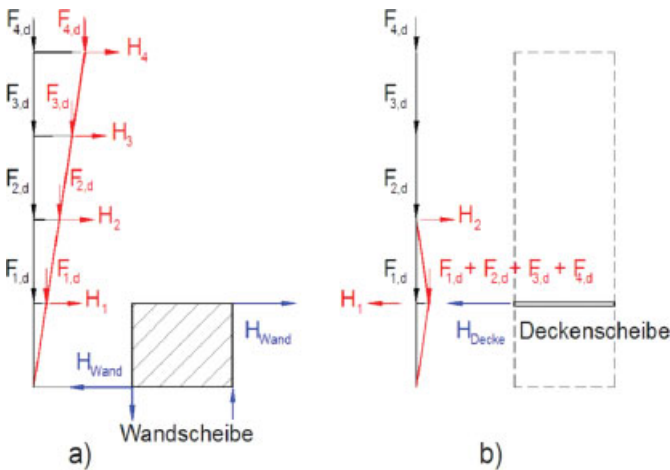 F4,d F4,d
H4
F3,d F3,d
H3
F2,d F2,d
H2
F1,d F1,d
H1
HWand
HWand
Wandscheibe
a)
F4,d
F3,d
F2,d
H2
F1,d F1,d + F2,d + F3,d + F4,d
H1
HDecke Deckenscheibe
b)